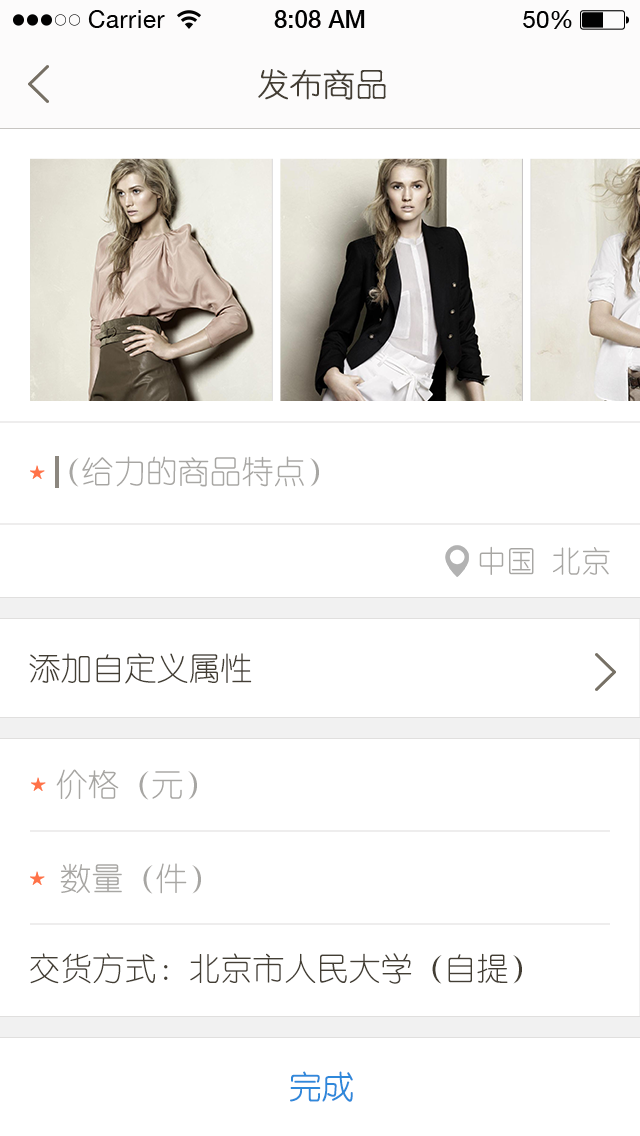 Carrier 8:08 AM 50%
发布商品
(给力的商品特点)
中国 北京
添加自定义属性
价格（元）
数量（件）
交货方式：北京市人民大学（自提）
完成